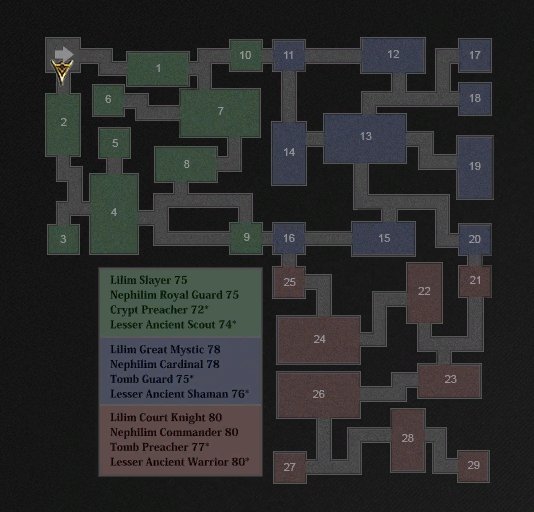 10
11
12
17
1
6
7
18
2
5
13
14
8
19
4
3
9
16
15
20
25
22
21
24
23
26
28
27
29
Lilim Slayer 75
Nephilim Royal Guard 75
Crypt Preacher 72*
Lesser Ancient Scout 74*
Lilim Great Mystic 78
Nephilim Cardinal 78
Tomb Guard 75*
Lesser Ancient Shaman 76*
Lilim Court Knight 80
Nephilim Commander 80
Tomb Preacher 77*
Lesser Ancient Warrior 80*